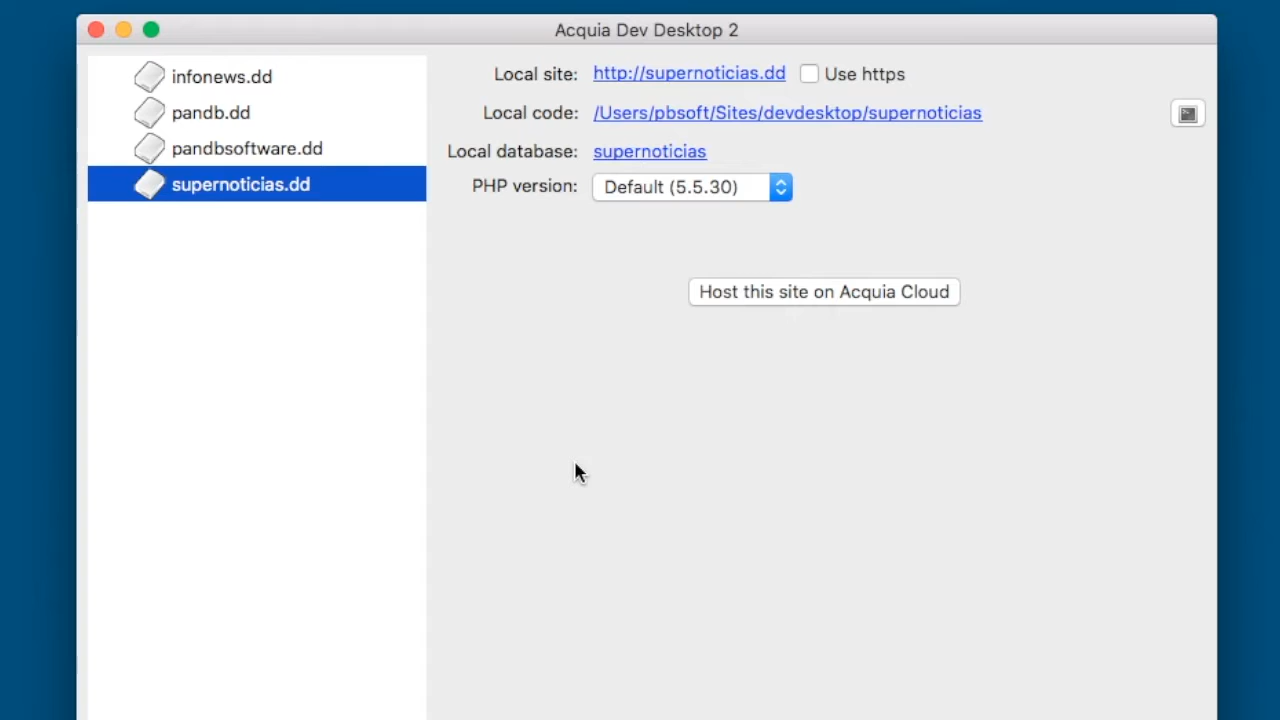 Acquia Dev Desktop 2
infonews.dd
pandb.dd
pandbsoftware.dd
supernoticias.dd
Local site: http://supernoticias.dd Use https
Local code: /Users/pbsoft/Sites/devdesktop/supernoticias
Local database: supernoticias
PHP version: Default (5.5.30)
Host this site on Acquia Cloud